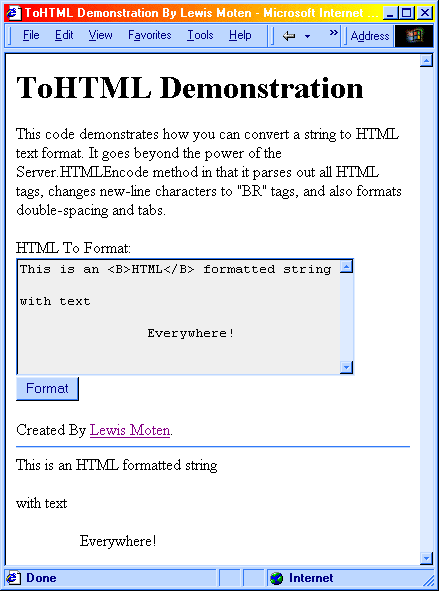 ToHTML Demonstration By Lewis Moten - Microsoft Internet ...
File Edit View Favorites Tools Help » Address
ToHTML Demonstration
This code demonstrates how you can convert a string to HTML
text format. It goes beyond the power of the
Server.HTMLEncode method in that it parses out all HTML
tags, changes new-line characters to "BR" tags, and also formats
double-spacing and tabs.
HTML To Format:
This is an <B>HTML</B> formatted string
with text
Everywhere!
Format
Created By Lewis Moten.
This is an HTML formatted string
with text
Everywhere!
Done Internet